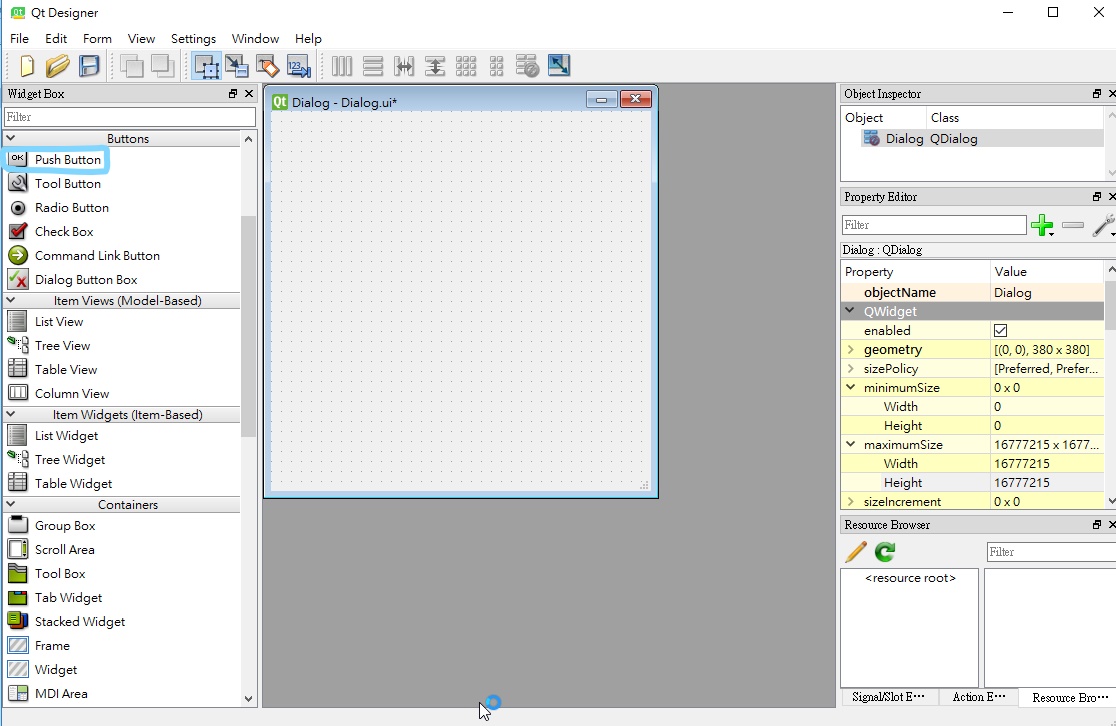 Qt Designer
File Edit Form View Settings Window Help
Widget Box
Filter
Buttons
OK Push Button
Tool Button
Radio Button
Check Box
Command Link Button
Dialog Button Box
Item Views (Model-Based)
List View
Tree View
Table View
Column View
Item Widgets (Item-Based)
List Widget
Tree Widget
Table Widget
Containers
Group Box
Scroll Area
Tool Box
Tab Widget
Stacked Widget
Frame
Widget
MDI Area
123
Qt Dialog - Dialog.ui*
Object Inspector
Object Class
Dialog QDialog
Property Editor
Filter
Dialog : QDialog
Property Value
objectName Dialog
QWidget
enabled
geometry [(0, 0), 380 x 380]
sizePolicy [Preferred, Prefer...
minimumSize 0 x 0
Width 0
Height 0
maximumSize 16777215 x 1677...
Width 16777215
Height 16777215
sizeIncrement 0 x 0
Resource Browser
Filter
<resource root>
Signal/Slot E⋯ Action E⋯ Resource Bro⋯